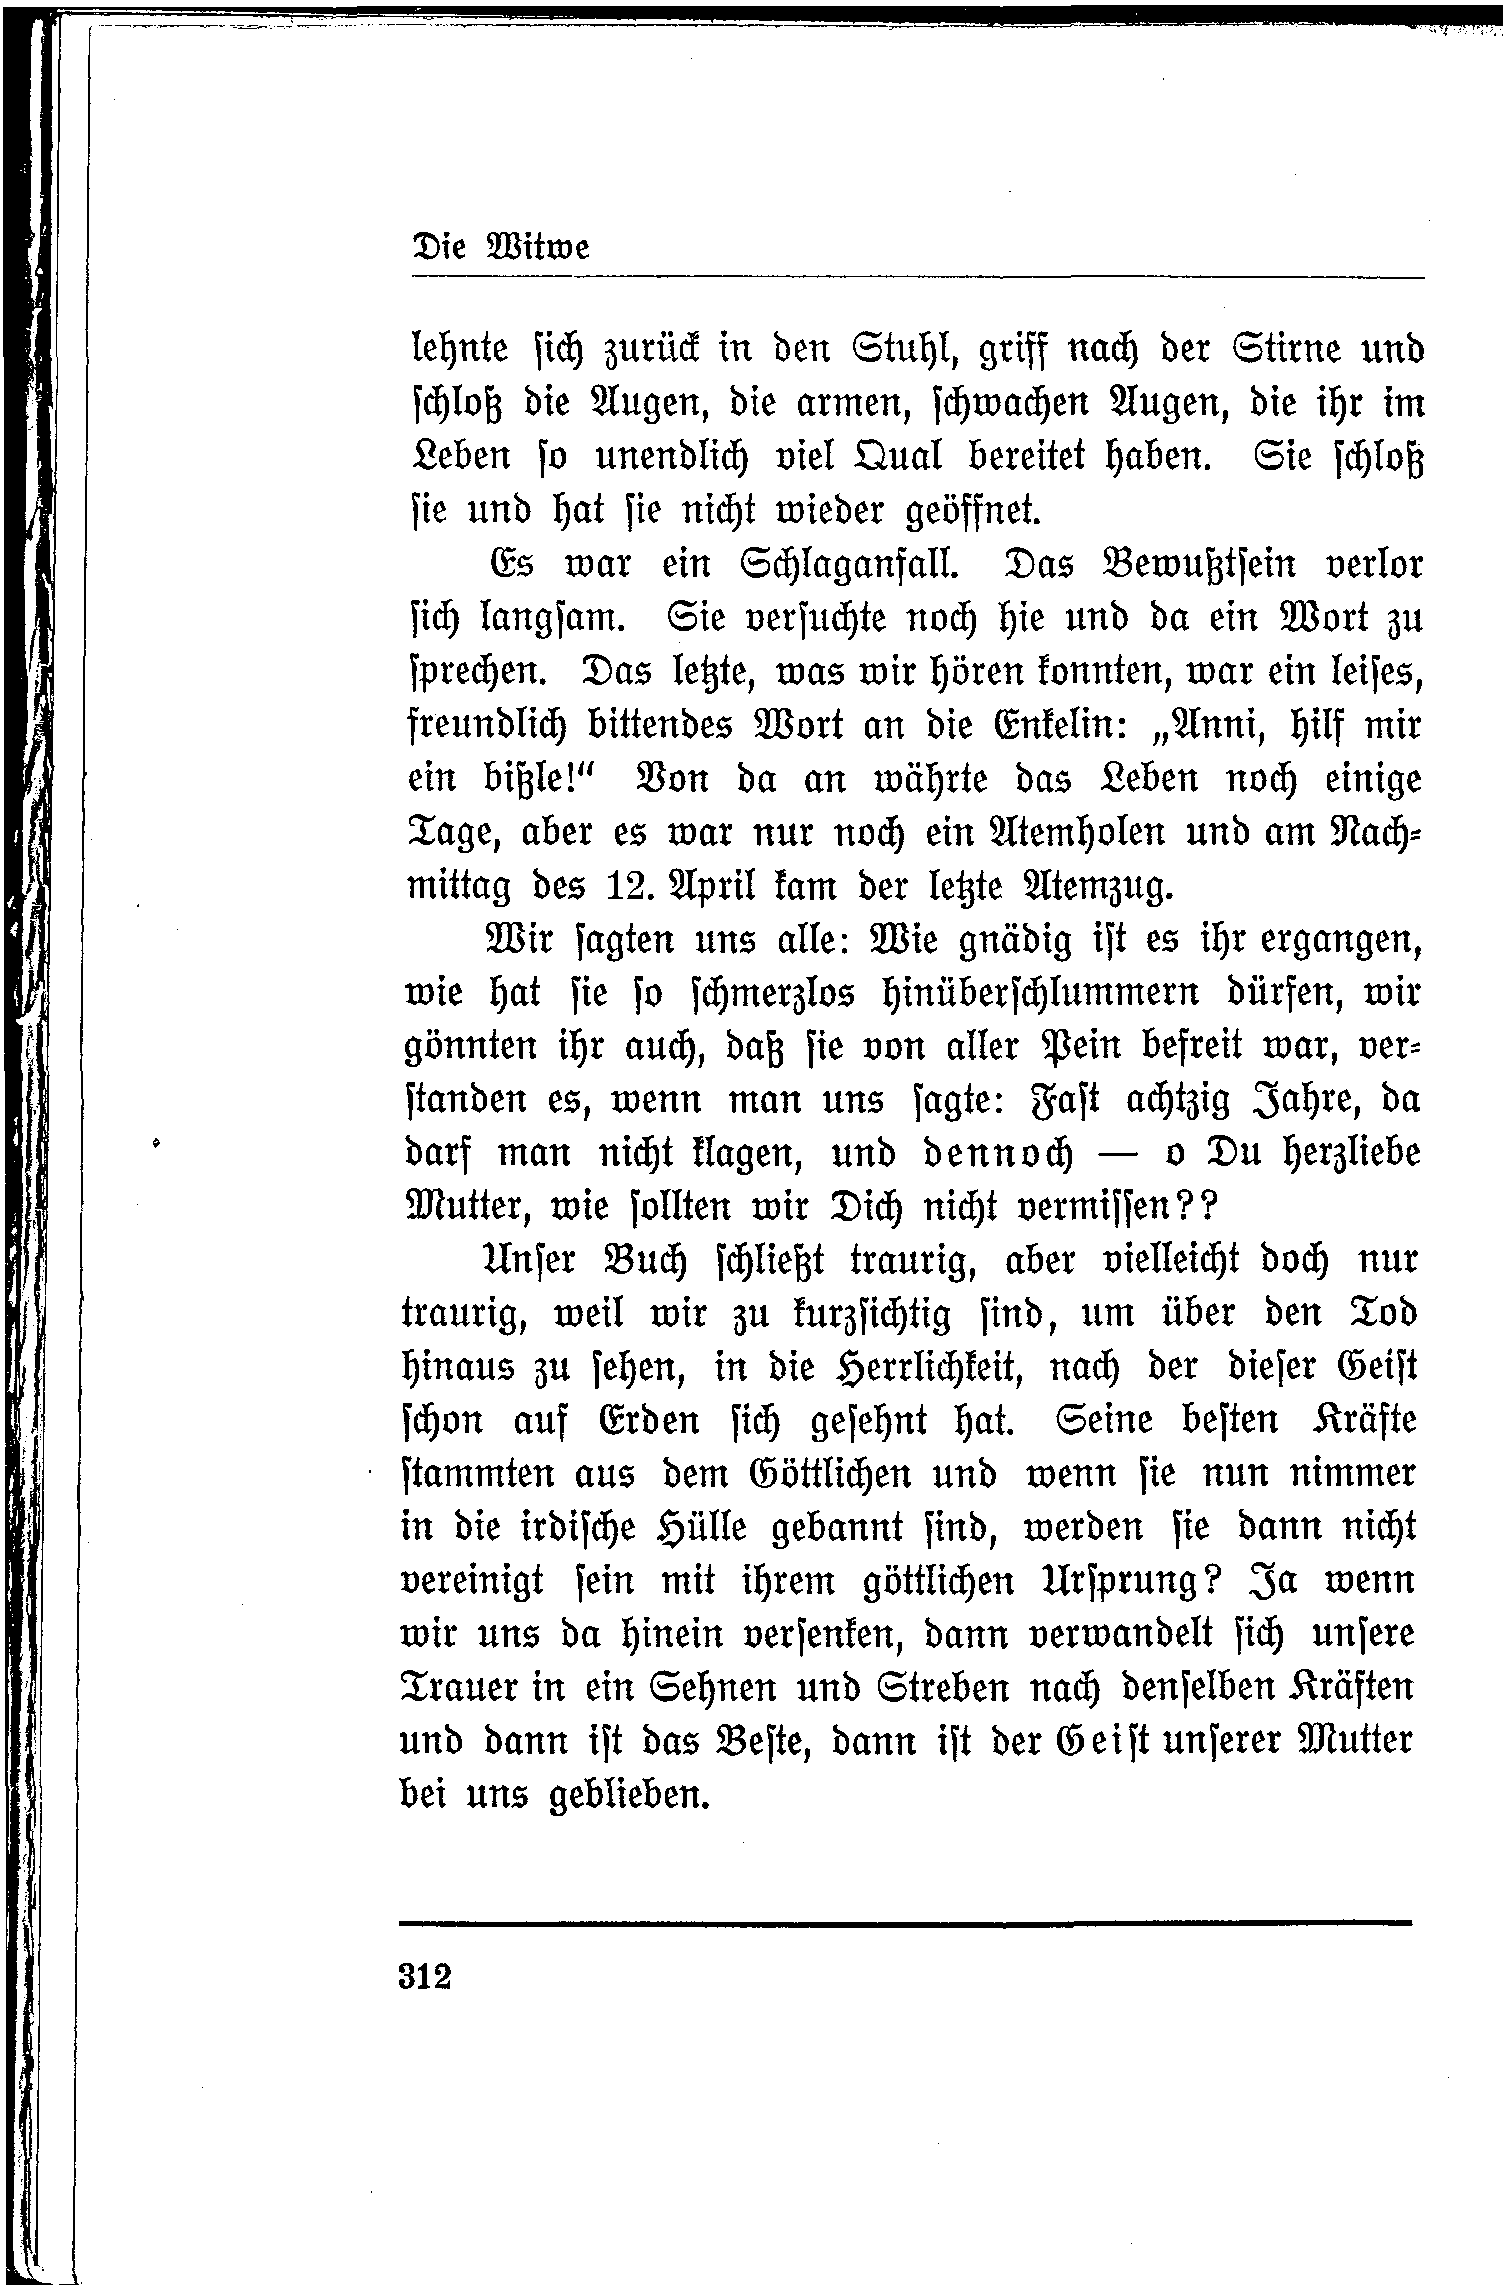 Die Witwe
lehnte sich zurück in den Stuhl, griff nach der Stirne und
schloß die Augen, die armen, schwachen Augen, die ihr im
Leben so unendlich viel Qual bereitet haben. Sie schloß
sie und hat sie nicht wieder geöffnet.
Es war ein Schlaganfall. Das Bewußtsein verlor
sich langsam. Sie versuchte noch hie und da ein Wort zu
sprechen. Das letzte, was wir hören konnten, war ein leises,
freundlich bittendes Wort an die Enkelin: „Anni, hilf mir
ein bißle!“ Von da an währte das Leben noch einige
Tage, aber es war nur noch ein Atemholen und am Nach-
mittag des 12. April kam der letzte Atemzug.
Wir sagten uns alle: Wie gnädig ist es ihr ergangen,
wie hat sie so schmerzlos hinüberschlummern dürfen, wir
gönnten ihr auch, daß sie von aller Pein befreit war, ver-
standen es, wenn man uns sagte: Fast achtzig Jahre, da
darf man nicht klagen, und dennoch — o Du herzliebe
Mutter, wie sollten wir Dich nicht vermissen??
Unser Buch schließt traurig, aber vielleicht doch nur
traurig, weil wir zu kurzsichtig sind, um über den Tod
hinaus zu sehen, in die Herrlichkeit, nach der dieser Geist
schon auf Erden sich gesehnt hat. Seine besten Kräfte
stammten aus dem Göttlichen und wenn sie nun nimmer
in die irdische Hülle gebannt sind, werden sie dann nicht
vereinigt sein mit ihrem göttlichen Ursprung? Ja wenn
wir uns da hinein versenken, dann verwandelt sich unsere
Trauer in ein Sehnen und Streben nach denselben Kräften
und dann ist das Beste, dann ist der Geist unserer Mutter
bei uns geblieben.
312